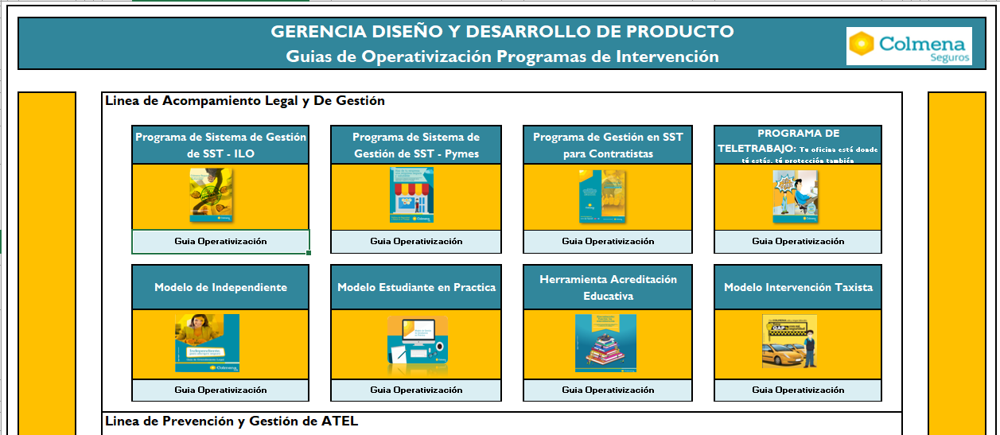 GERENCIA DISEÑO Y DESARROLLO DE PRODUCTO
Guias de Operativización Programas de Intervención
Colmena
Seguros
Linea de Acompamiento Legal y De Gestión
Programa de Sistema de Gestión
de SST - ILO
Programa de Sistema de
Gestión de SST - Pymes
Programa de Gestión en SST
para Contratistas
PROGRAMA DE
TELETRABAJO: Tu oficina está donde
tú estás, tú protección también
Colmena
Guia Operativización
Guia Operativización
Guia Operativización
Guia Operativización
Modelo de Independiente
Modelo Estudiante en Practica
Herramienta Acreditación
Educativa
Modelo Intervención Taxista
Colmena
Guia Operativización
Guia Operativización
Guia Operativización
Guia Operativización
Linea de Prevención y Gestión de ATEL